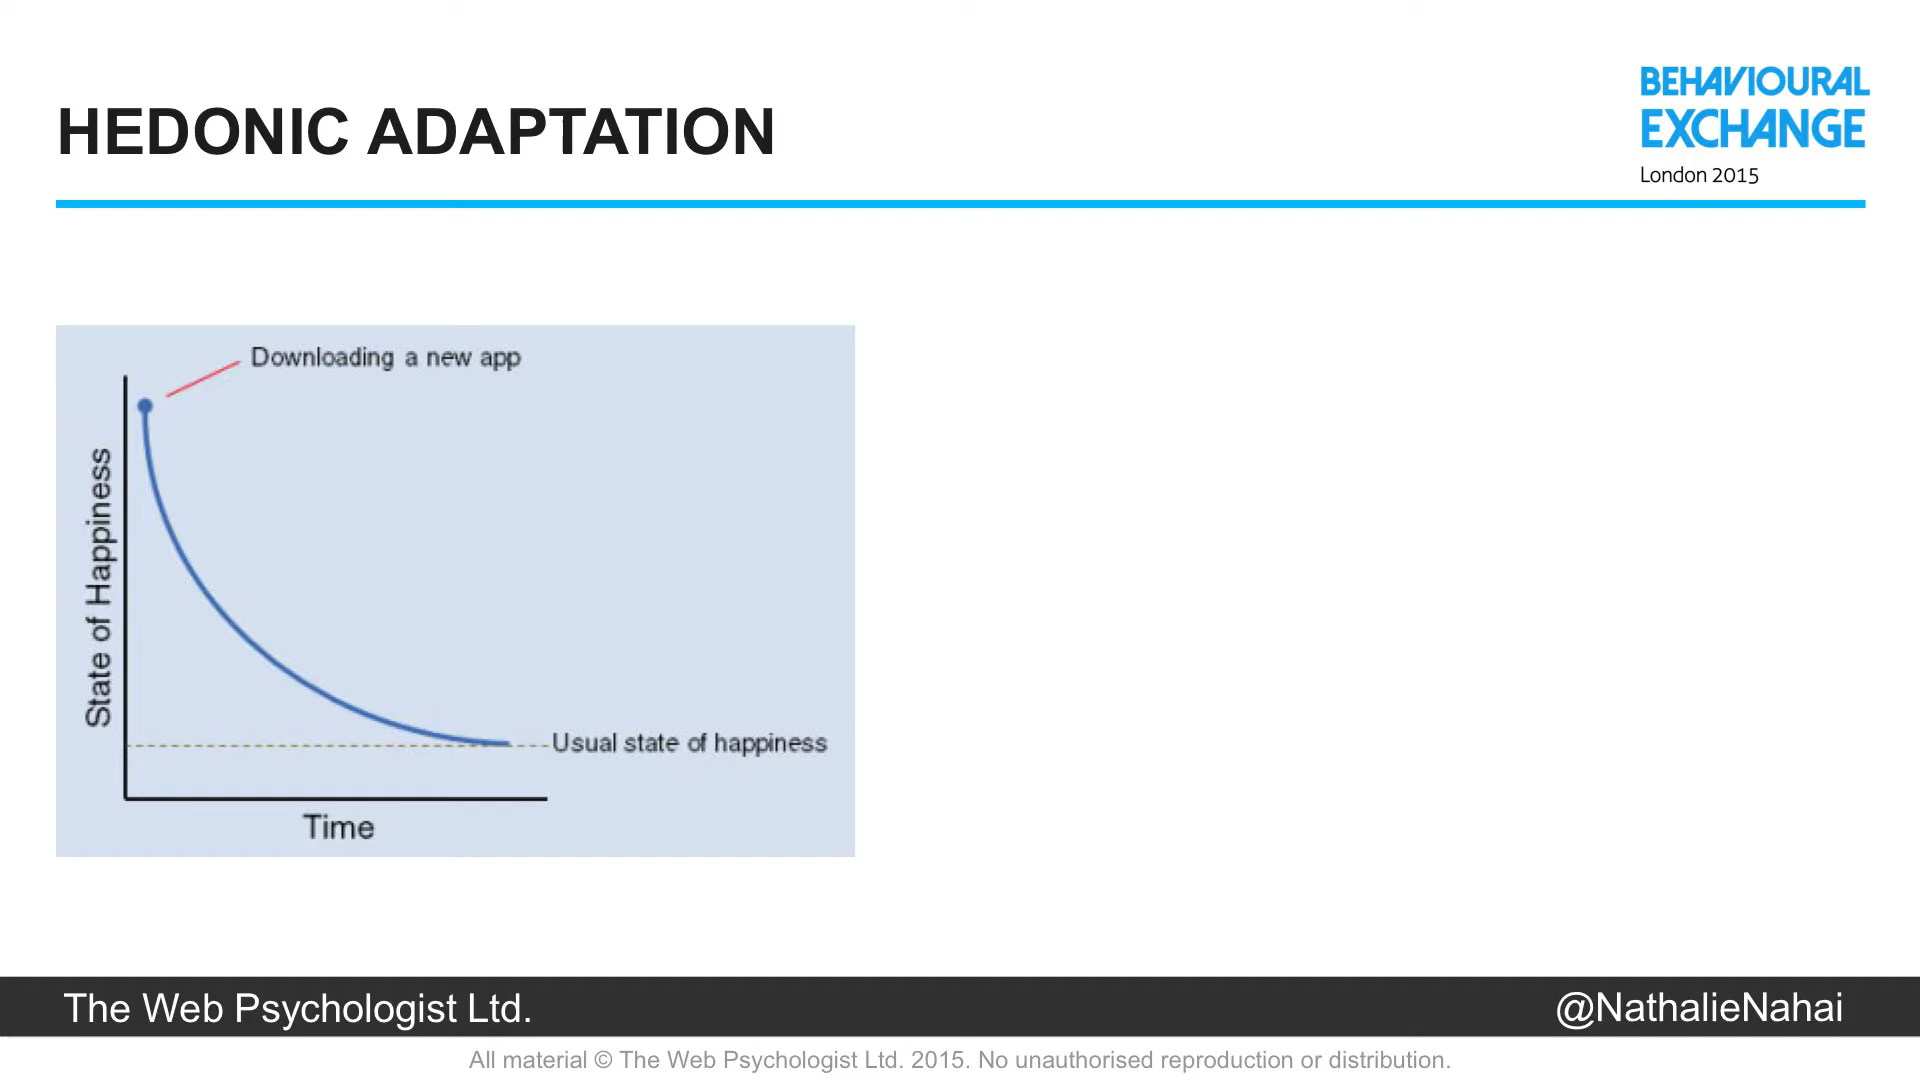 HEDONIC ADAPTATION
BEHAVIOURAL
EXCHANGE
London 2015
Downloading a new app
State of Happiness
Usual state of happiness
Time
The Web Psychologist Ltd.
@NathalieNahai
All material © The Web Psychologist Ltd. 2015. No unauthorised reproduction or distribution.